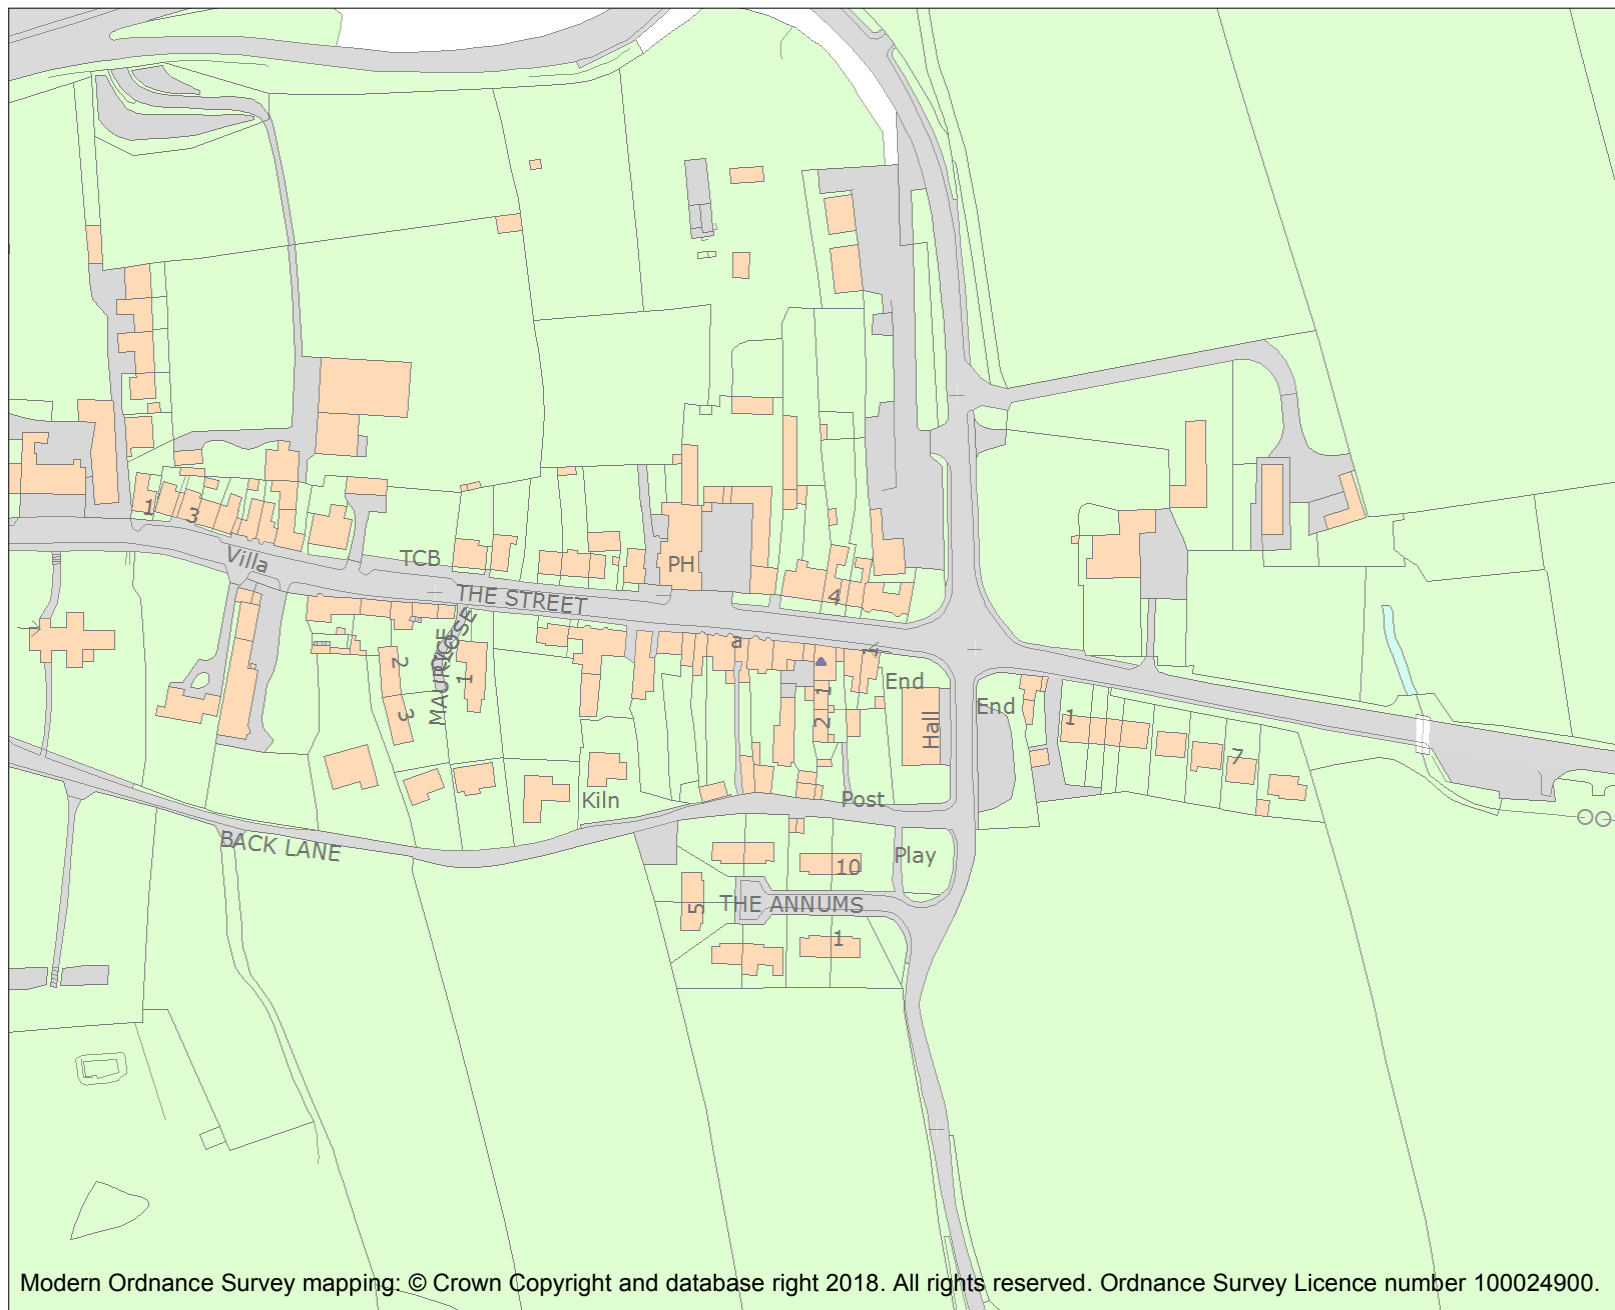 1
3
Villa
TCB
PH
THE STREET
4
MAURICE
CLOSE
2
1
3
a
1
2
End
Hall
End
1
7
Kiln
Post
BACK LANE
Play
10
5
THE ANNUMS
1
Modern Ordnance Survey mapping: © Crown Copyright and database right 2018. All rights reserved. Ordnance Survey Licence number 100024900.